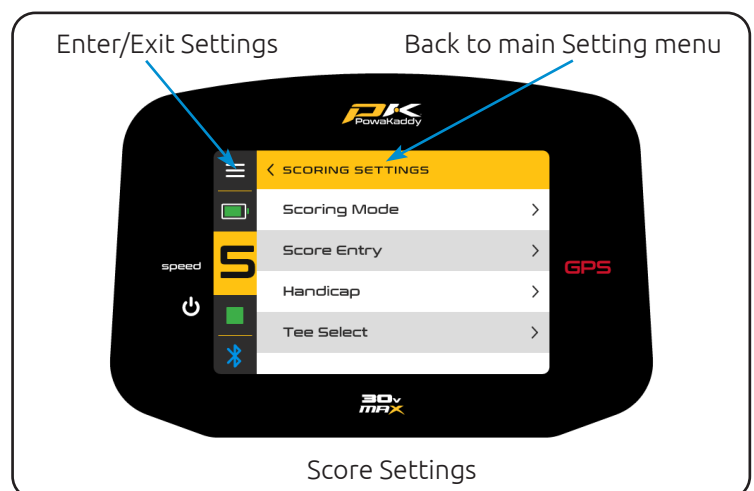 Enter/Exit Settings
Back to main Setting menu
PK
PowaKaddy
SCORING SETTINGS
Scoring Mode
Score Entry
speed
5
GPS
Handicap
Tee Select
30v
MAX
Score Settings